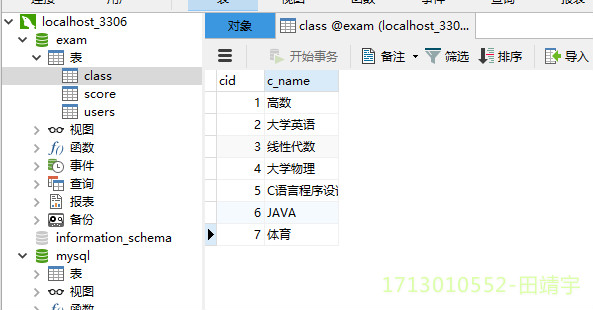 对象
class @exam (localhost_330...
开始事务
备注
筛选
排序
导入
localhost_3306
exam
表
class
score
users
视图
函数
事件
查询
报表
备份
information_schema
mysql
表
视图
cid c_name
1 高数
2 大学英语
3 线性代数
4 大学物理
5 C语言程序设
6 JAVA
7 体育
1713010552-田靖宇